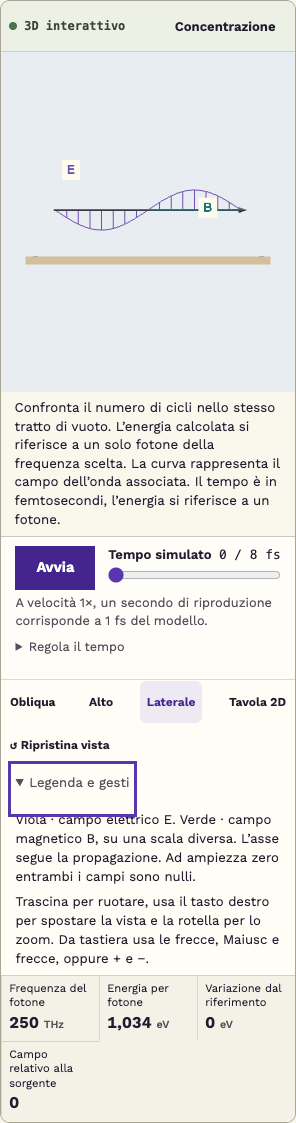 3D interattivo
Concentrazione
E
B
Confronta il numero di cicli nello stesso
tratto di vuoto. L’energia calcolata si
riferisce a un solo fotone della
frequenza scelta. La curva rappresenta il
campo dell’onda associata. Il tempo è in
femtosecondi, l’energia si riferisce a un
fotone.
Avvia
Tempo simulato 0 / 8 fs
A velocità 1×, un secondo di riproduzione
corrisponde a 1 fs del modello.
▶ Regola il tempo
Obliqua
Alto
Laterale
Tavola 2D
↺ Ripristina vista
▼ Legenda e gesti
Viola · campo elettrico E. Verde · campo
magnetico B, su una scala diversa. L’asse
segue la propagazione. Ad ampiezza zero
entrambi i campi sono nulli.
Trascina per ruotare, usa il tasto destro
per spostare la vista e la rotella per lo
zoom. Da tastiera usa le frecce, Maiusc e
frecce, oppure + e −.
Frequenza del
fotone
250 THz
Energia per
fotone
1,034 eV
Variazione dal
riferimento
0 eV
Campo
relativo alla
sorgente
0